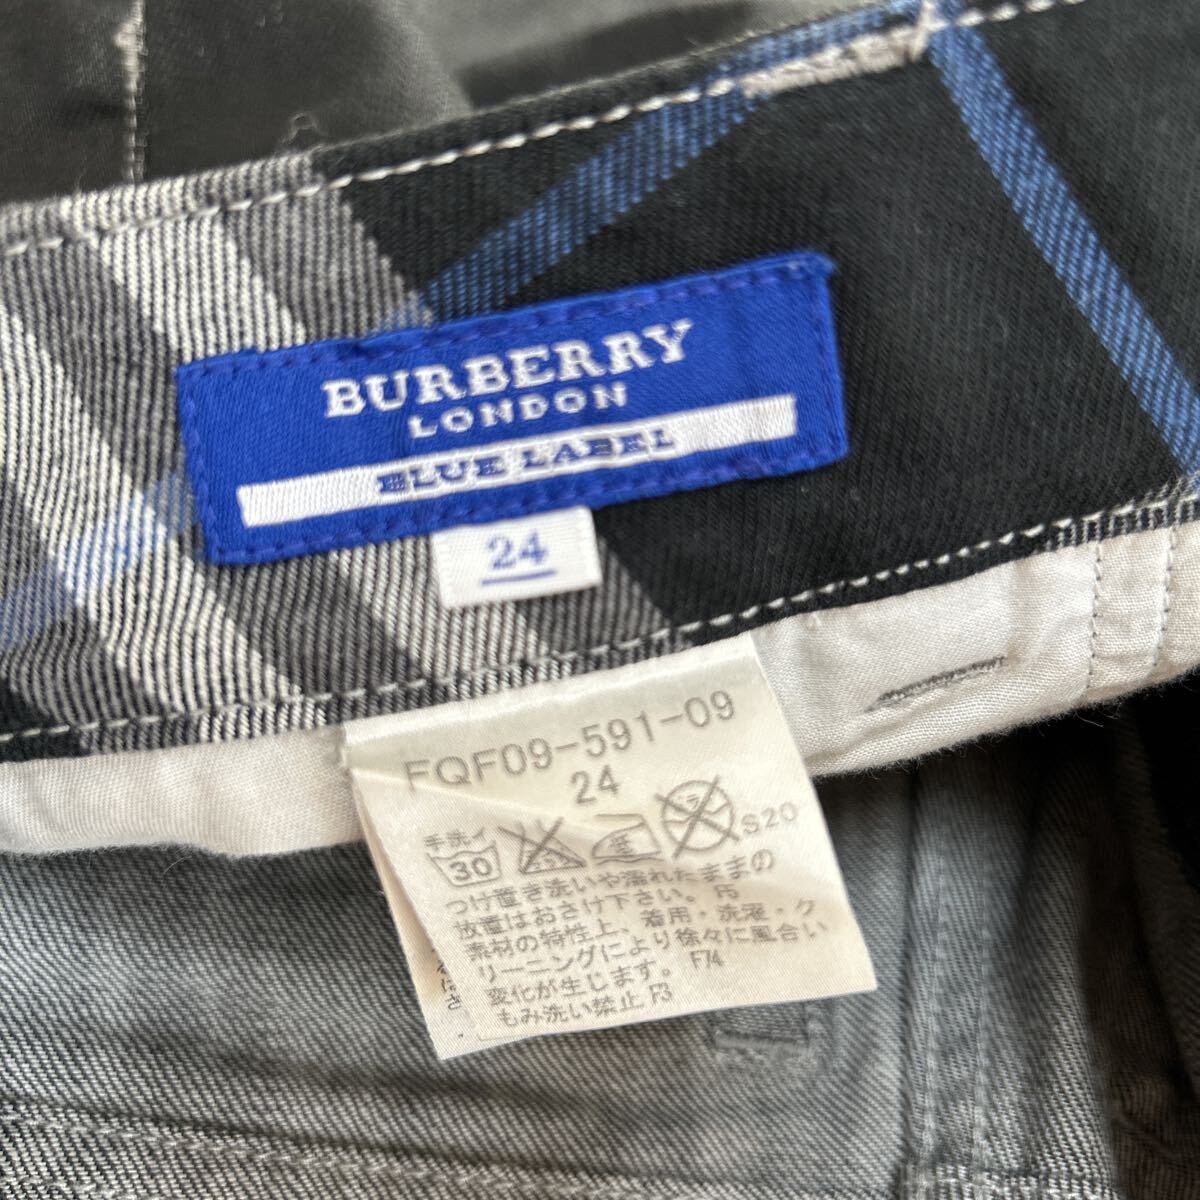 BURBERRY
LONDON
BLUE LABEL
24
FQF09-591-09
24
手洗イ
30
ドライ
S20
つけ置き洗いや濡れたままの
放置はおさけ下さい。 F5
素材の特性上、着用・洗濯・ク
リーニングにより徐々に風合い
変化が生じます。 F74
もみ洗い禁止 F3